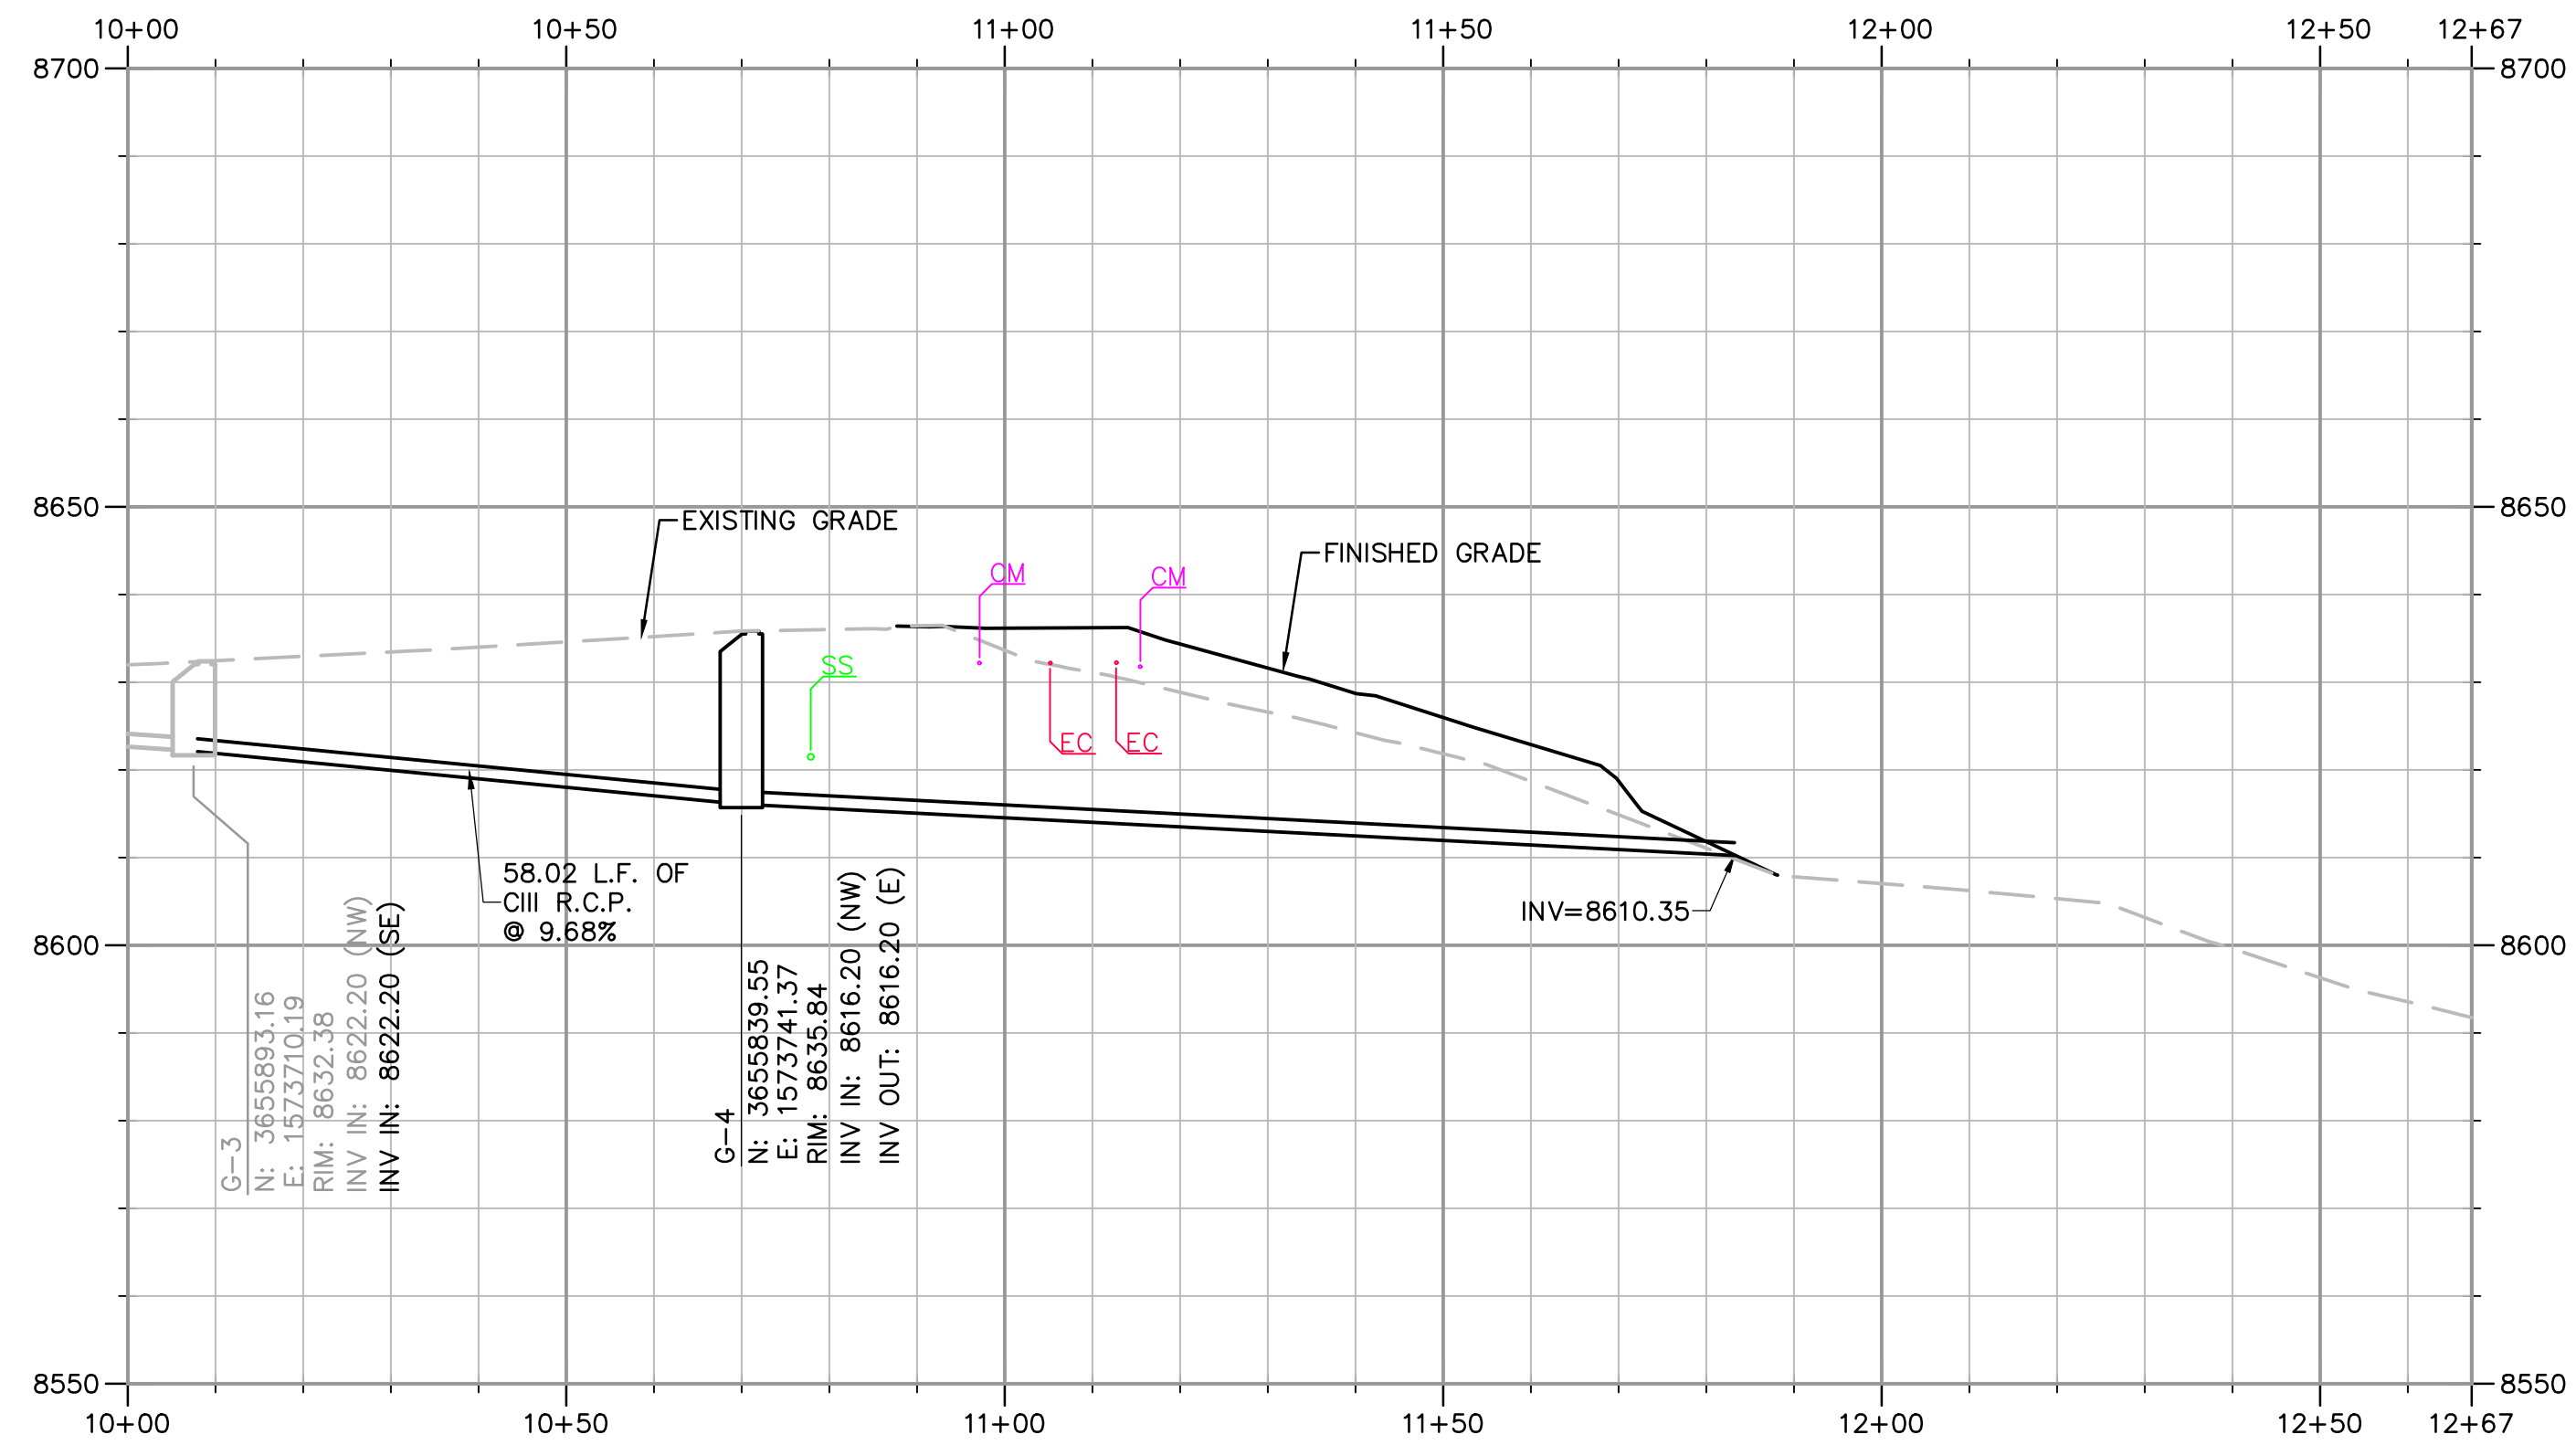 10+00 10+50 11+00 11+50 12+00 12+50 12+67
8700 8700
8650 8650
EXISTING GRADE
FINISHED GRADE
CM
CM
SS
EC
EC
58.02 L.F. OF
CIII R.C.P.
@ 9.68%
INV=8610.35
8600 8600
G-3
N: 36555893.16
E: 1573710.19
RIM: 8632.38
INV IN: 8622.20 (NW)
INV IN: 8622.20 (SE)
G-4
N: 3655839.55
E: 1573741.37
RIM: 8635.84
INV IN: 8616.20 (NW)
INV OUT: 8616.20 (E)
8550 8550
10+00 10+50 11+00 11+50 12+00 12+50 12+67